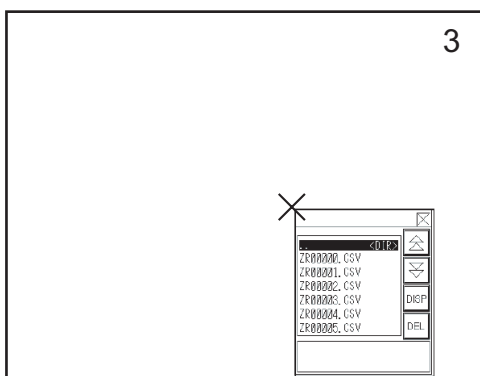 3
.. <DIR>
ZR00000.CSV
ZR00001.CSV
ZR00002.CSV
ZR00003.CSV
ZR00004.CSV
ZR00005.CSV
DISP
DEL